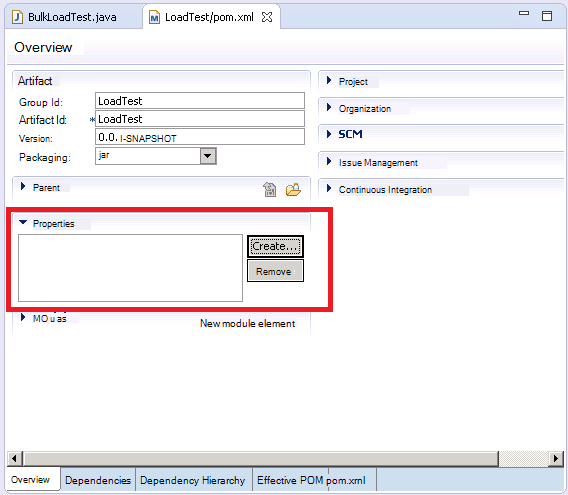 BulkLoadTest.java LoadTest/pom.xml
Overview
Artifact
Group Id: LoadTest
Artifact Id: * LoadTest
Version: 0.0. I-SNAPSHOT
Packaging: jar
Parent
Properties
Create...
Remove
MO u as
New module element
Project
Organization
SCM
Issue Management
Continuous Integration
Overview Dependencies Dependency Hierarchy Effective POM pom.xml